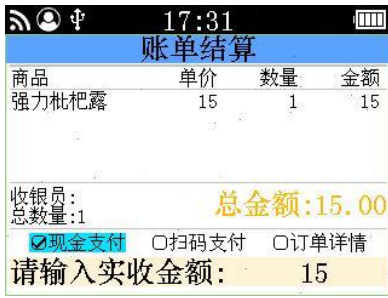 17:31
账单结算
商品 单价 数量 金额
强力枇杷露 15 1 15
收银员:
总数量:1
总金额:15.00
现金支付 扫码支付 订单详情
请输入实收金额: 15